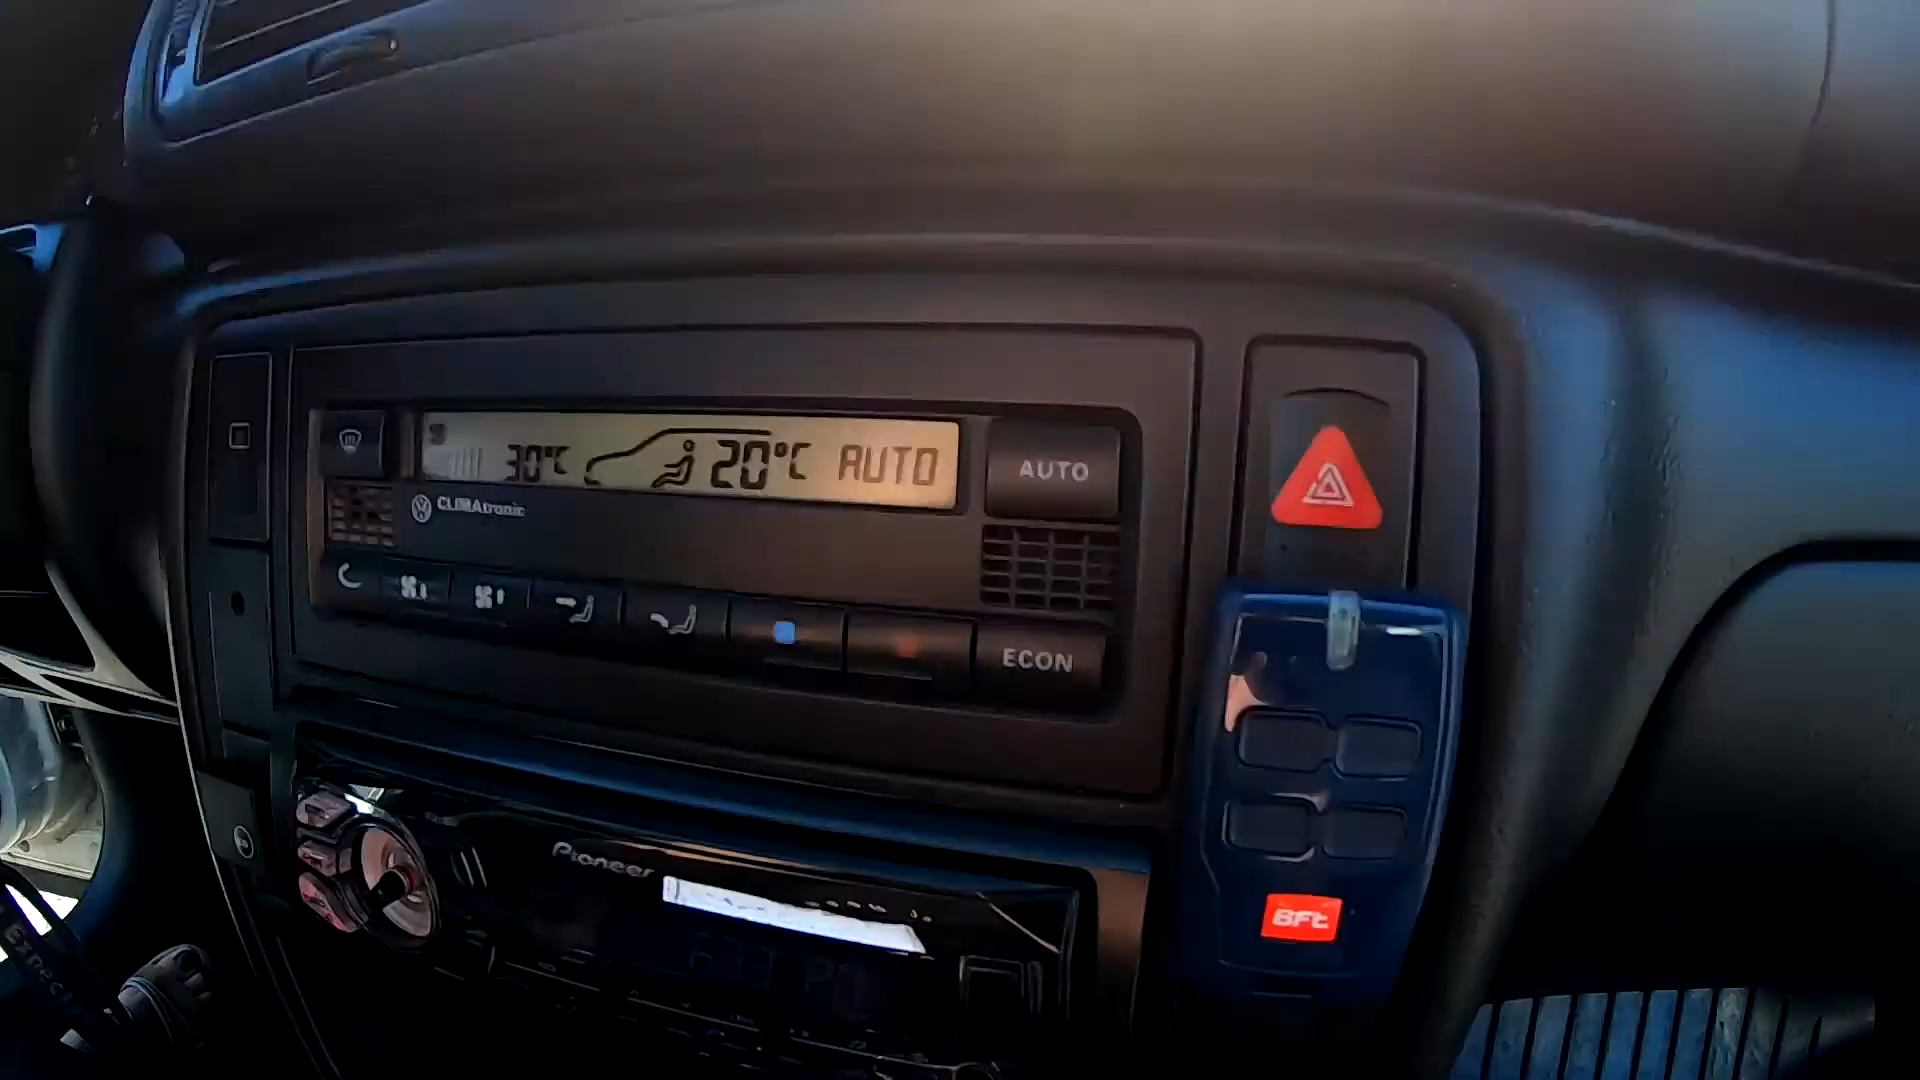 30°C 20°C AUTO
AUTO
CLIMAtronic
ECON
Pioneer
BFt